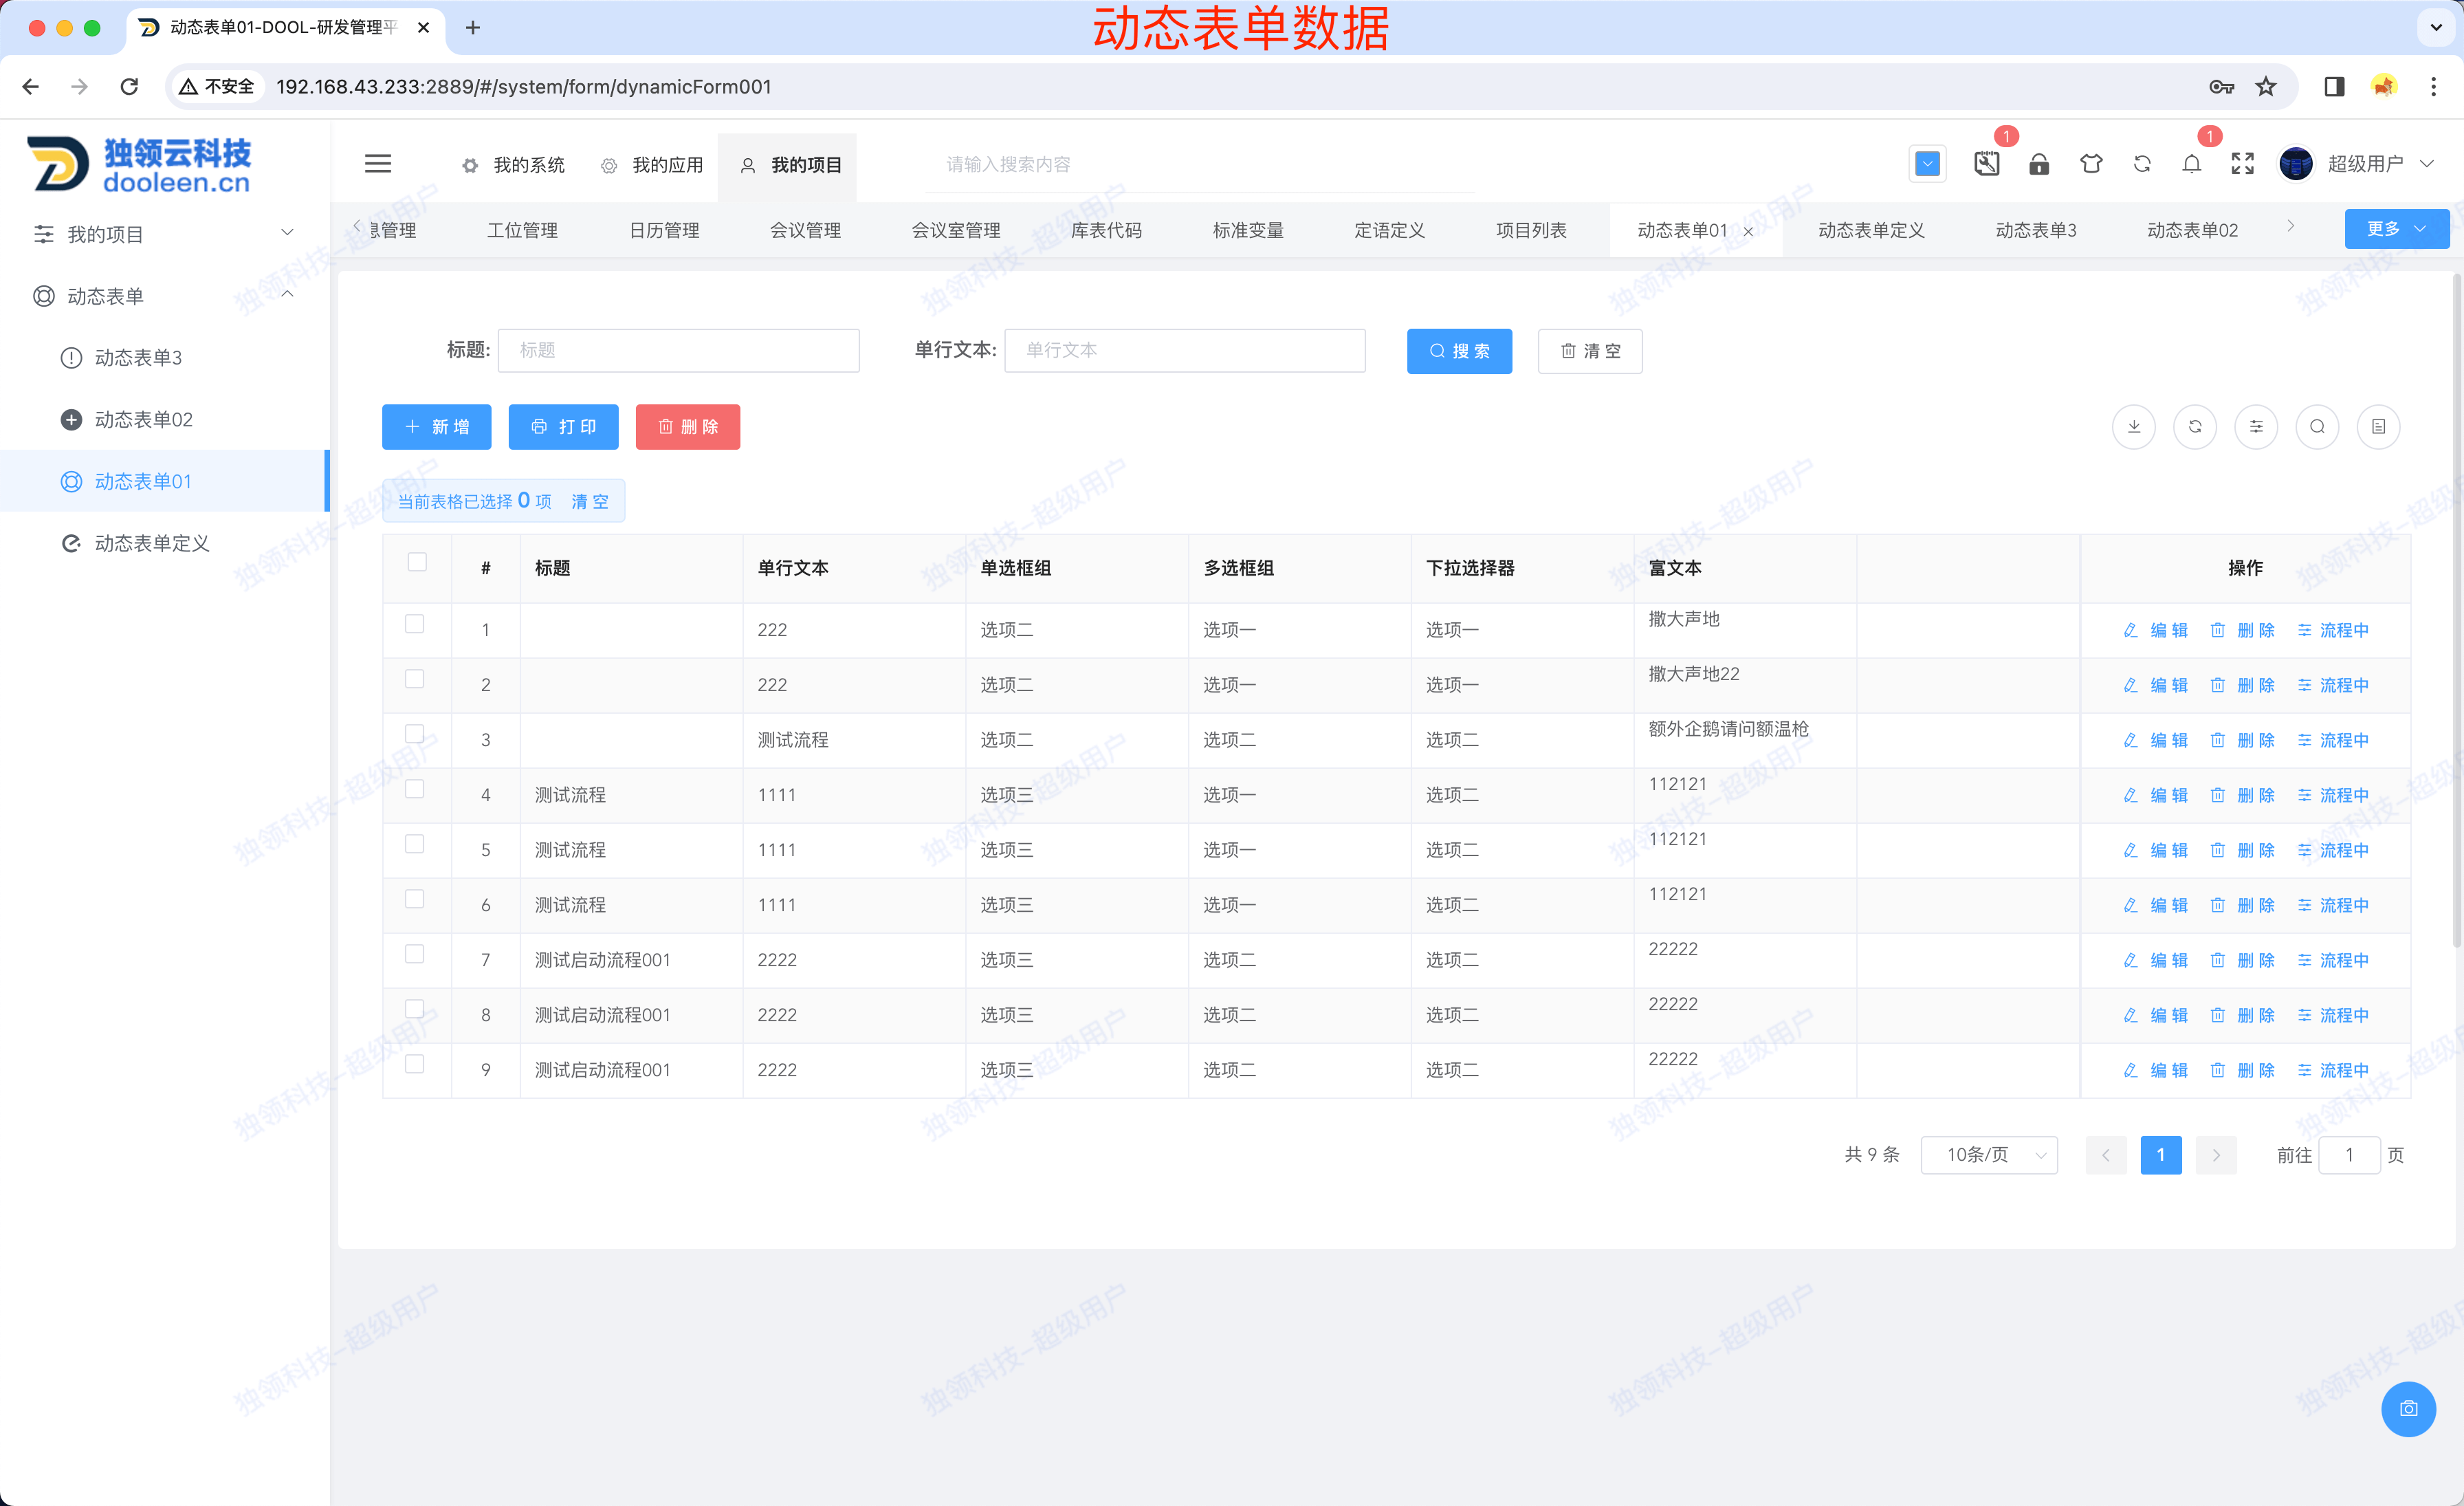 动态表单01-DOOL-研发管理平
动态表单数据
不安全 192.168.43.233:2889/#/system/form/dynamicForm001
独领云科技
dooleen.cn
我的系统 我的应用 我的项目 请输入搜索内容 1 1 超级用户
息管理 工位管理 日历管理 会议管理 会议室管理 库表代码 标准变量 定语定义 项目列表 动态表单01 动态表单定义 动态表单3 动态表单02 更多
我的项目
动态表单
动态表单3
动态表单02
动态表单01
动态表单定义
标题: 标题 单行文本: 单行文本 搜 索 清 空
新 增 打 印 删 除
当前表格已选择 0 项 清 空
# 标题 单行文本 单选框组 多选框组 下拉选择器 富文本 操作
1 222 选项二 选项一 选项一 撒大声地 编 辑 删 除 流程中
2 222 选项二 选项一 选项一 撒大声地22 编 辑 删 除 流程中
3 测试流程 选项二 选项二 选项二 额外企鹅请问额温枪 编 辑 删 除 流程中
4 测试流程 1111 选项三 选项一 选项二 112121 编 辑 删 除 流程中
5 测试流程 1111 选项三 选项一 选项二 112121 编 辑 删 除 流程中
6 测试流程 1111 选项三 选项一 选项二 112121 编 辑 删 除 流程中
7 测试启动流程001 2222 选项三 选项二 选项二 22222 编 辑 删 除 流程中
8 测试启动流程001 2222 选项三 选项二 选项二 22222 编 辑 删 除 流程中
9 测试启动流程001 2222 选项三 选项二 选项二 22222 编 辑 删 除 流程中
共 9 条 10条/页 1 前往 1 页
独领科技-超级用户